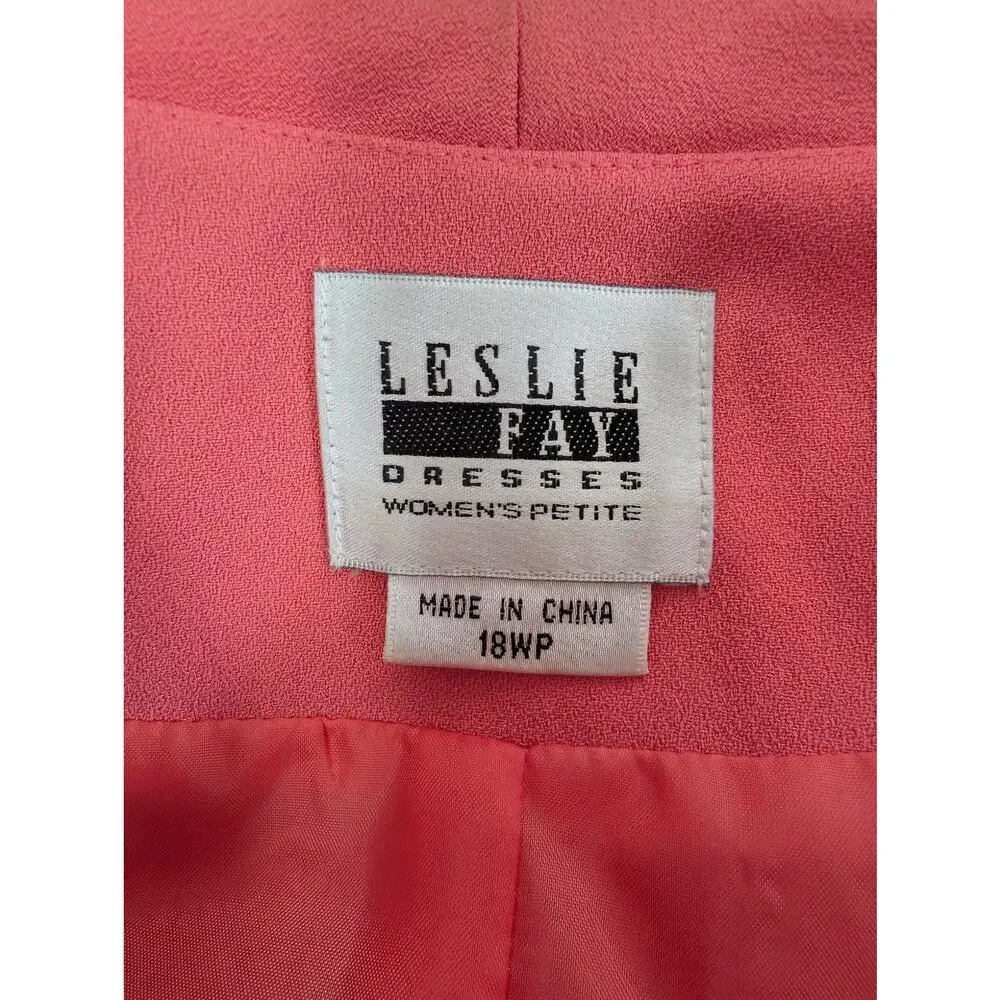 LESLIE
FAY
DRESSES
WOMEN'S PETITE
MADE IN CHINA
18WP